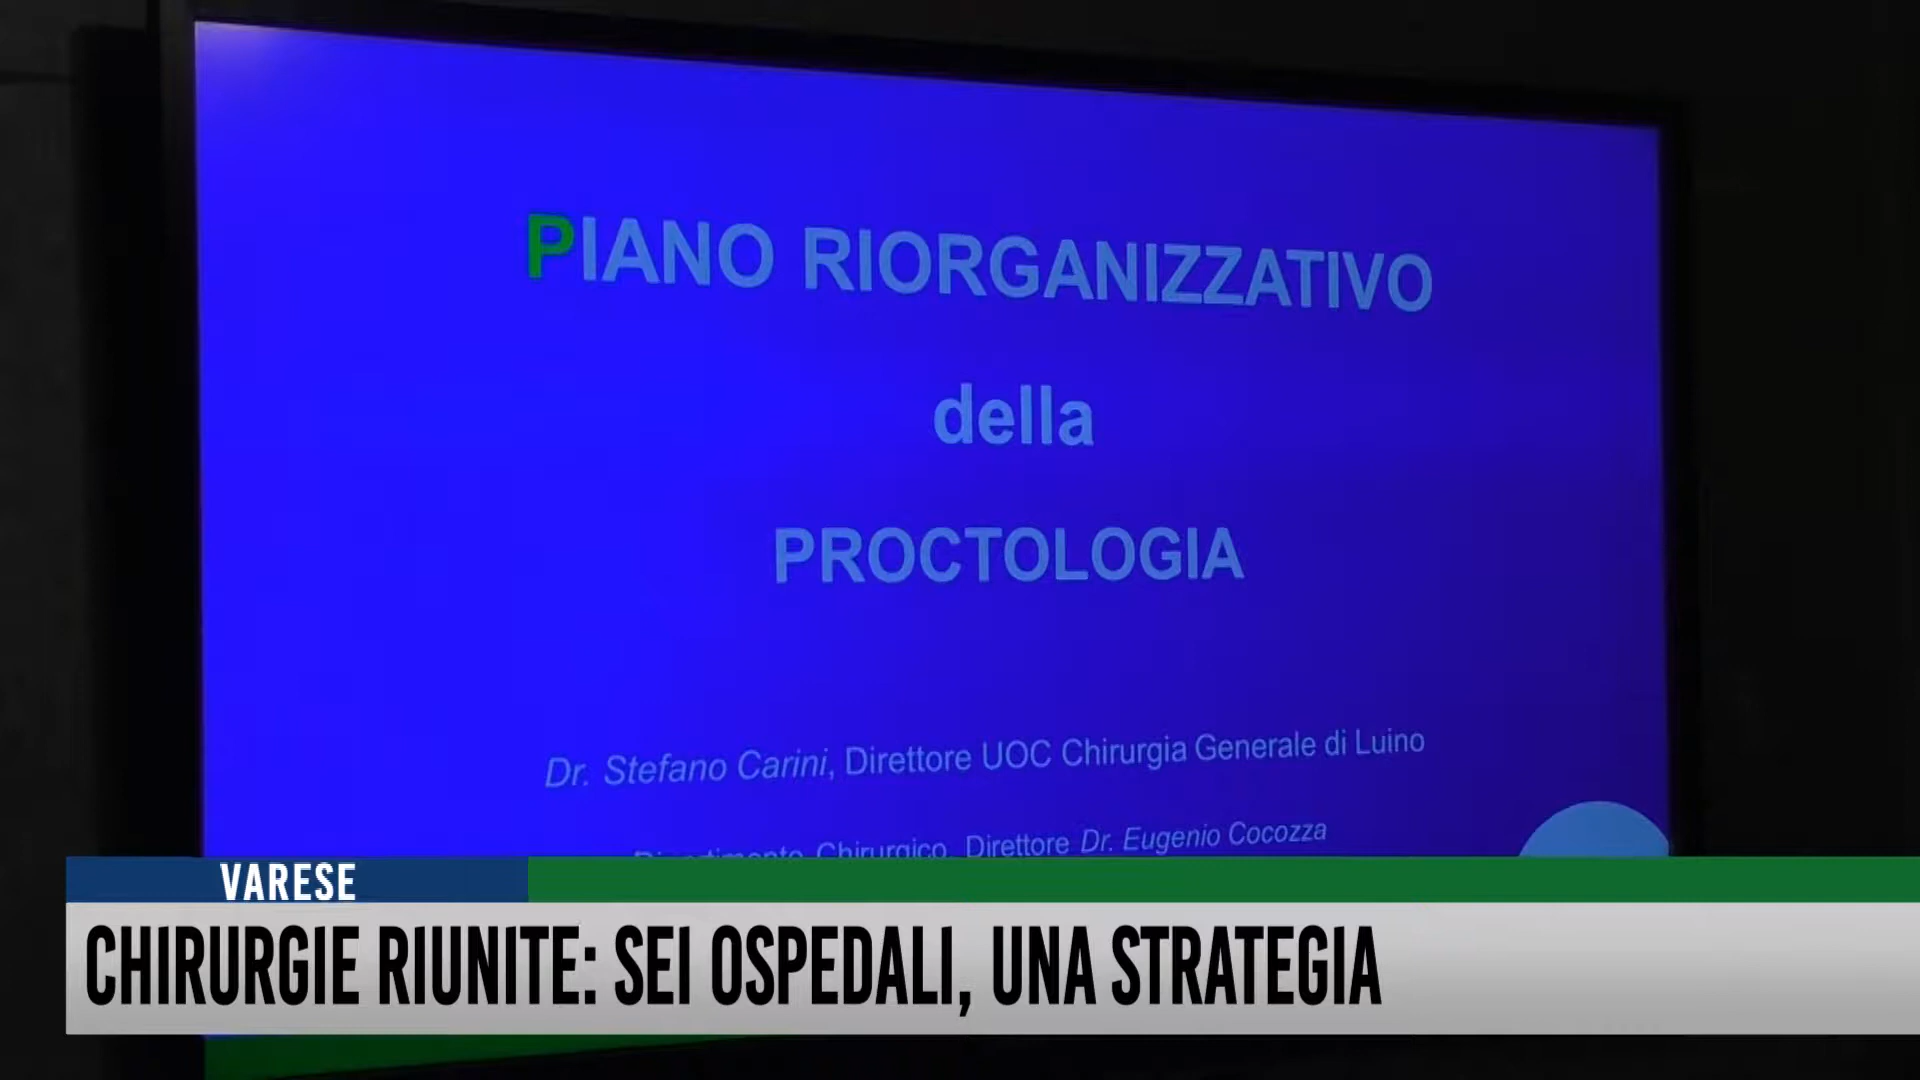 PIANO RIORGANIZZATIVO
della
PROCTOLOGIA
Dr. Stefano Carini, Direttore UOC Chirurgia Generale di Luino
Dipartimento Chirurgico, Direttore Dr. Eugenio Cocozza
VARESE
CHIRURGIE RIUNITE: SEI OSPEDALI, UNA STRATEGIA